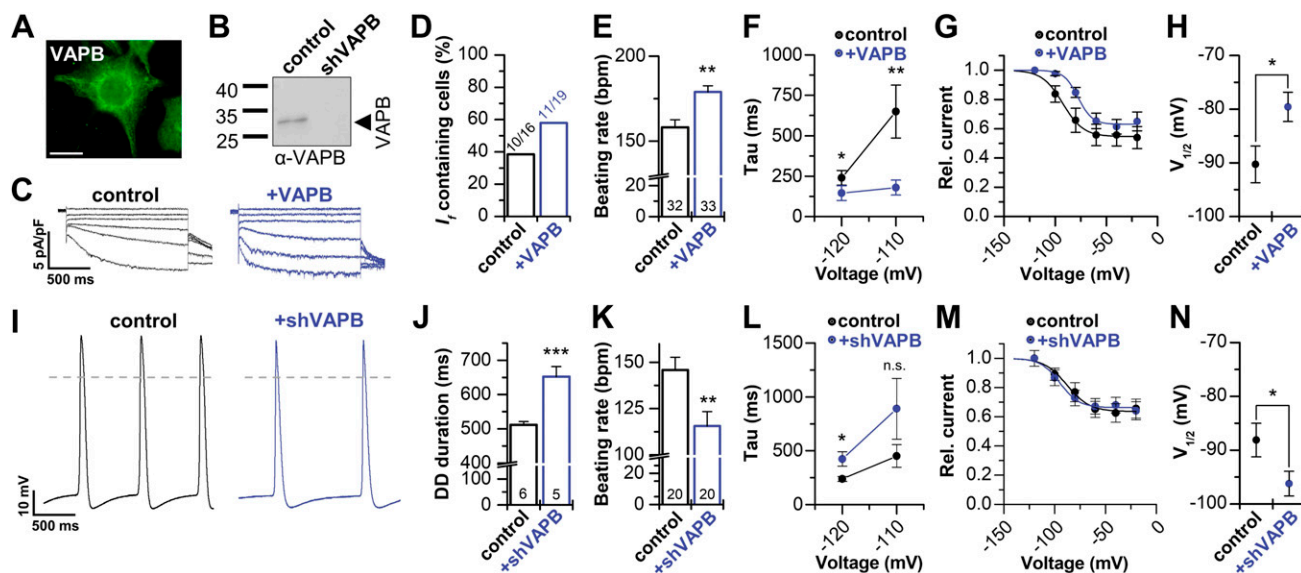 A
VAPB
B
control
shVAPB
40
35
25
VAPB
α-VAPB
C
control
+VAPB
5 pA/pF
500 ms
D
If containing cells (%)
100
80
60
40
20
0
10/16
11/19
control
+VAPB
E
Beating rate (bpm)
200
150
20
0
**
32
33
control
+VAPB
F
control
+VAPB
Tau (ms)
1000
750
500
250
0
*
**
-120
-110
Voltage (mV)
G
control
+VAPB
Rel. current
1.0
0.8
0.6
0.4
0.2
0.0
-150
-100
-50
0
Voltage (mV)
H
V1/2 (mV)
-70
-80
-90
-100
*
control
+VAPB
I
control
+shVAPB
10 mV
500 ms
J
DD duration (ms)
700
600
500
400
100
0
***
6
5
control
+shVAPB
K
Beating rate (bpm)
150
125
100
25
0
**
20
20
control
+shVAPB
L
control
+shVAPB
Tau (ms)
1500
1000
500
0
*
n.s.
-120
-110
Voltage (mV)
M
control
+shVAPB
Rel. current
1.0
0.8
0.6
0.4
0.2
0.0
-150
-100
-50
0
Voltage (mV)
N
V1/2 (mV)
-70
-80
-90
-100
*
control
+shVAPB